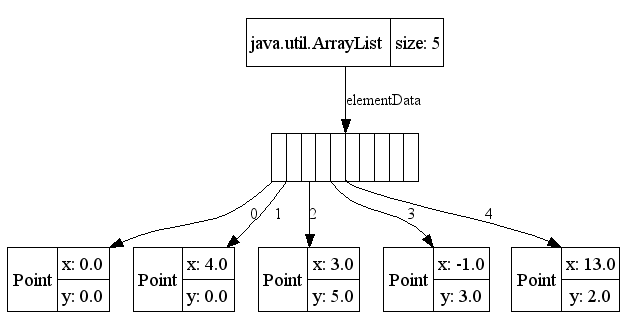 java.util.ArrayList size: 5
elementData
0 1 2 3 4
Point x: 0.0 y: 0.0
Point x: 4.0 y: 0.0
Point x: 3.0 y: 5.0
Point x: -1.0 y: 3.0
Point x: 13.0 y: 2.0